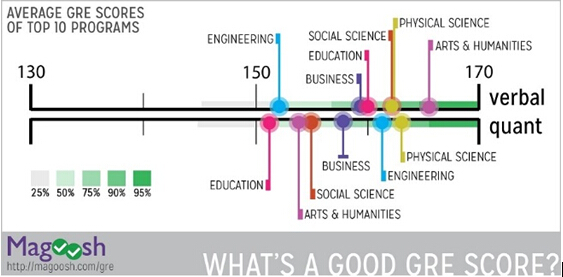 AVERAGE GRE SCORES
OF TOP 10 PROGRAMS
PHYSICAL SCIENCE
SOCIAL SCIENCE
ENGINEERING
ARTS & HUMANITIES
EDUCATION
BUSINESS
130
150
170
verbal
quant
PHYSICAL SCIENCE
BUSINESS
ENGINEERING
EDUCATION
SOCIAL SCIENCE
ARTS & HUMANITIES
25% 50% 75% 90% 95%
Magoosh
http://magoosh.com/gre
WHAT'S A GOOD GRE SCORE?